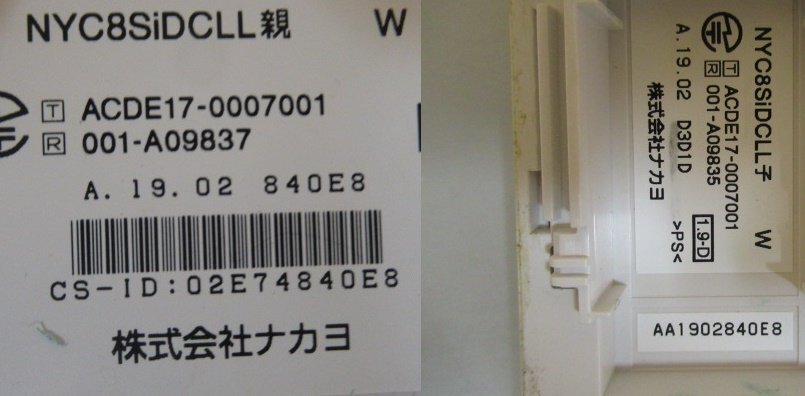 NYC8SiDCLL親 W
T ACDE17-0007001
R 001-A09837
A.19.02 840E8
CS-ID:02E74840E8
株式会社ナカヨ
NYC8SiDCLL子 W
T ACDE17-0007001
R 001-A09835
A.19.02 D3D1D
1.9-D
株式会社ナカヨ >PS<
AA1902840E8